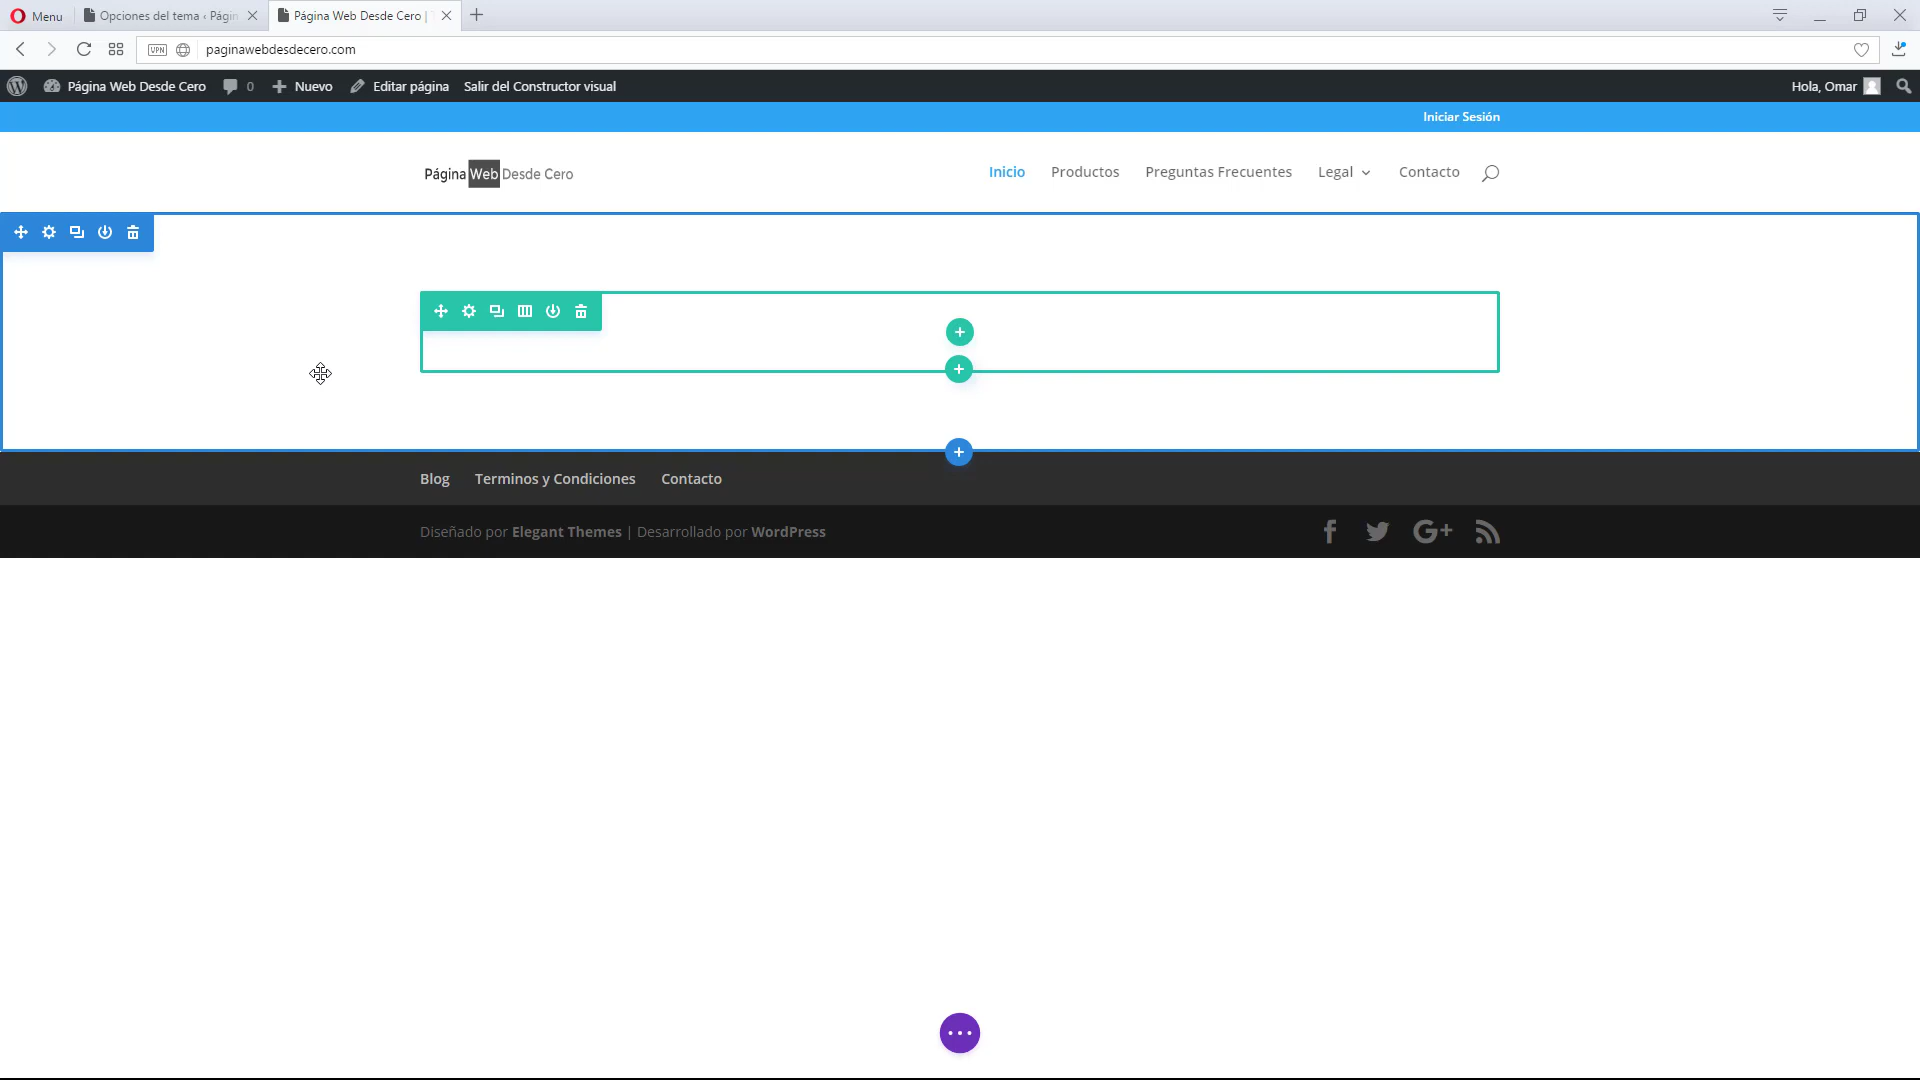 Menu
Opciones del tema ‹ Págin
Página Web Desde Cero |
VPN
paginawebdesdecero.com
Página Web Desde Cero
0
Nuevo
Editar página
Salir del Constructor visual
Hola, Omar
Iniciar Sesión
Página Web Desde Cero
Inicio
Productos
Preguntas Frecuentes
Legal
Contacto
Blog
Terminos y Condiciones
Contacto
Diseñado por Elegant Themes | Desarrollado por WordPress